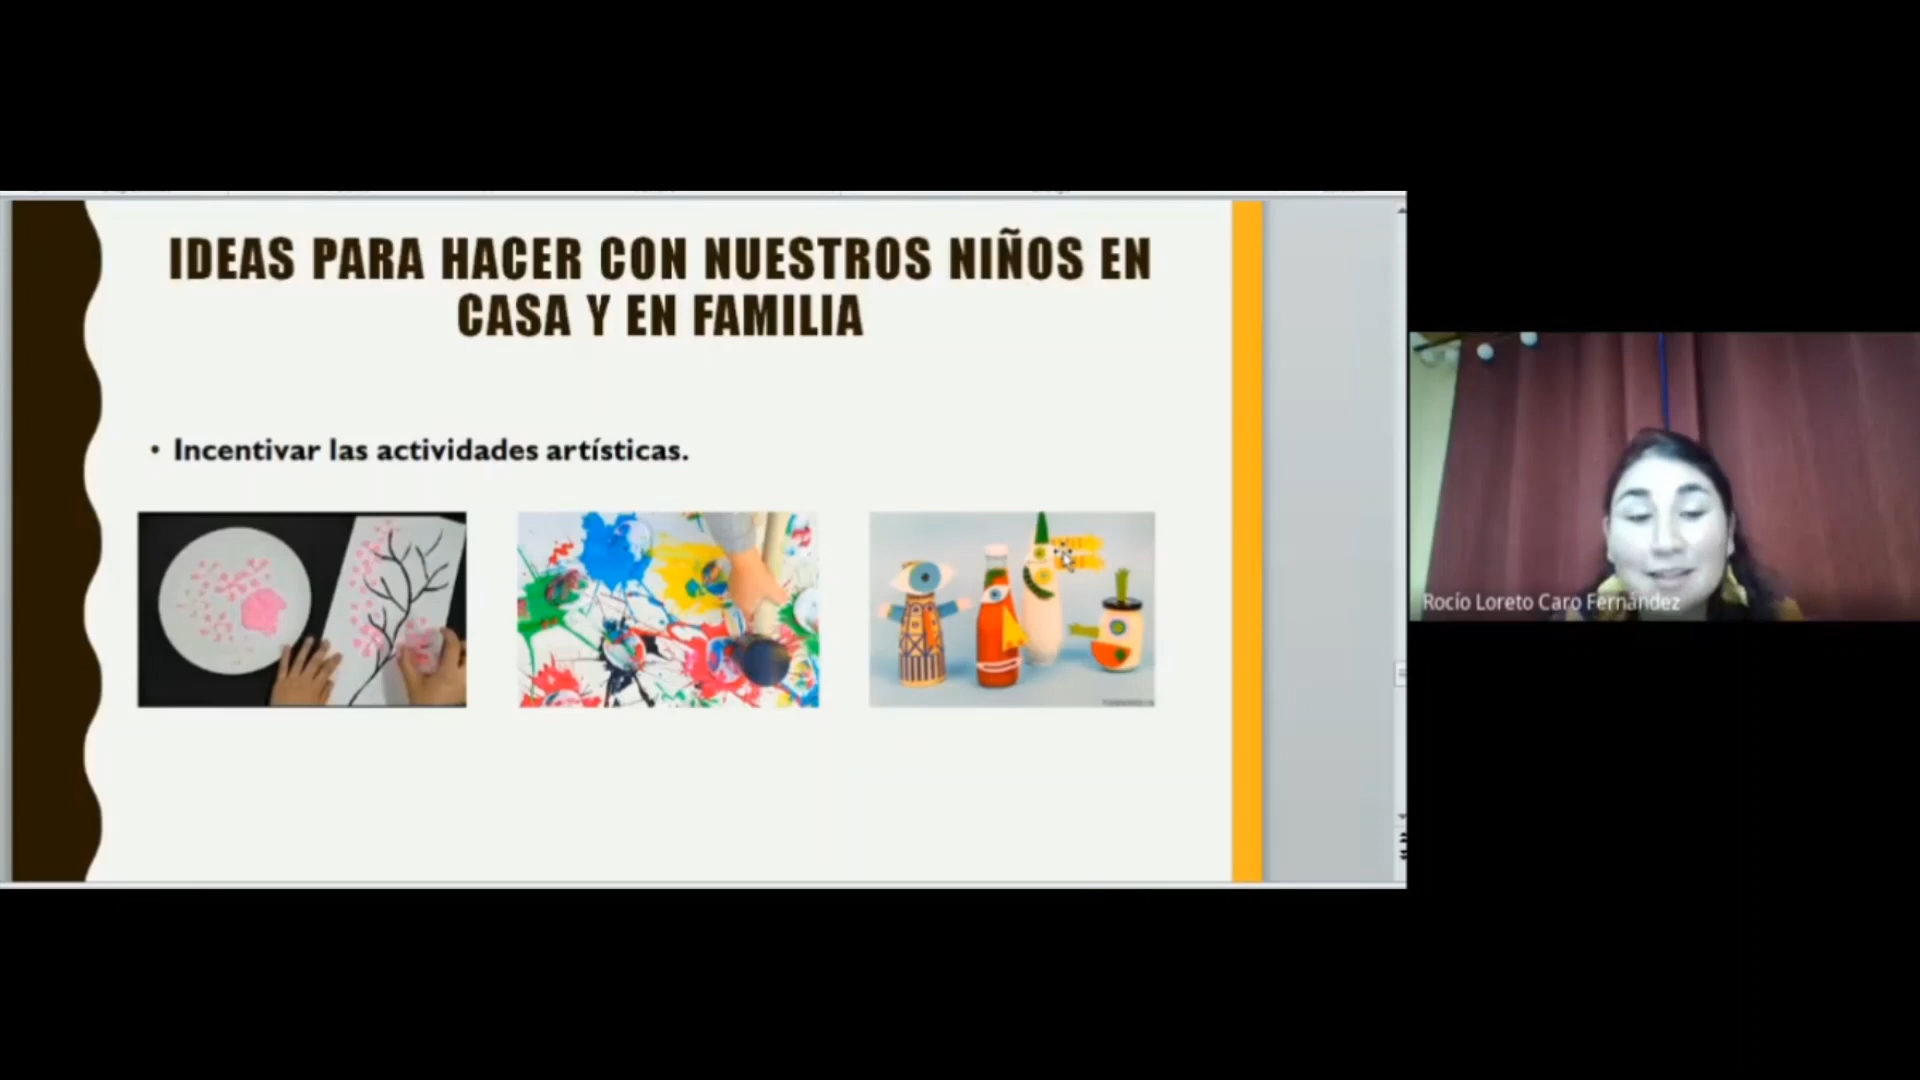 IDEAS PARA HACER CON NUESTROS NIÑOS EN
CASA Y EN FAMILIA
• Incentivar las actividades artísticas.
Rocío Loreto Caro Fernández